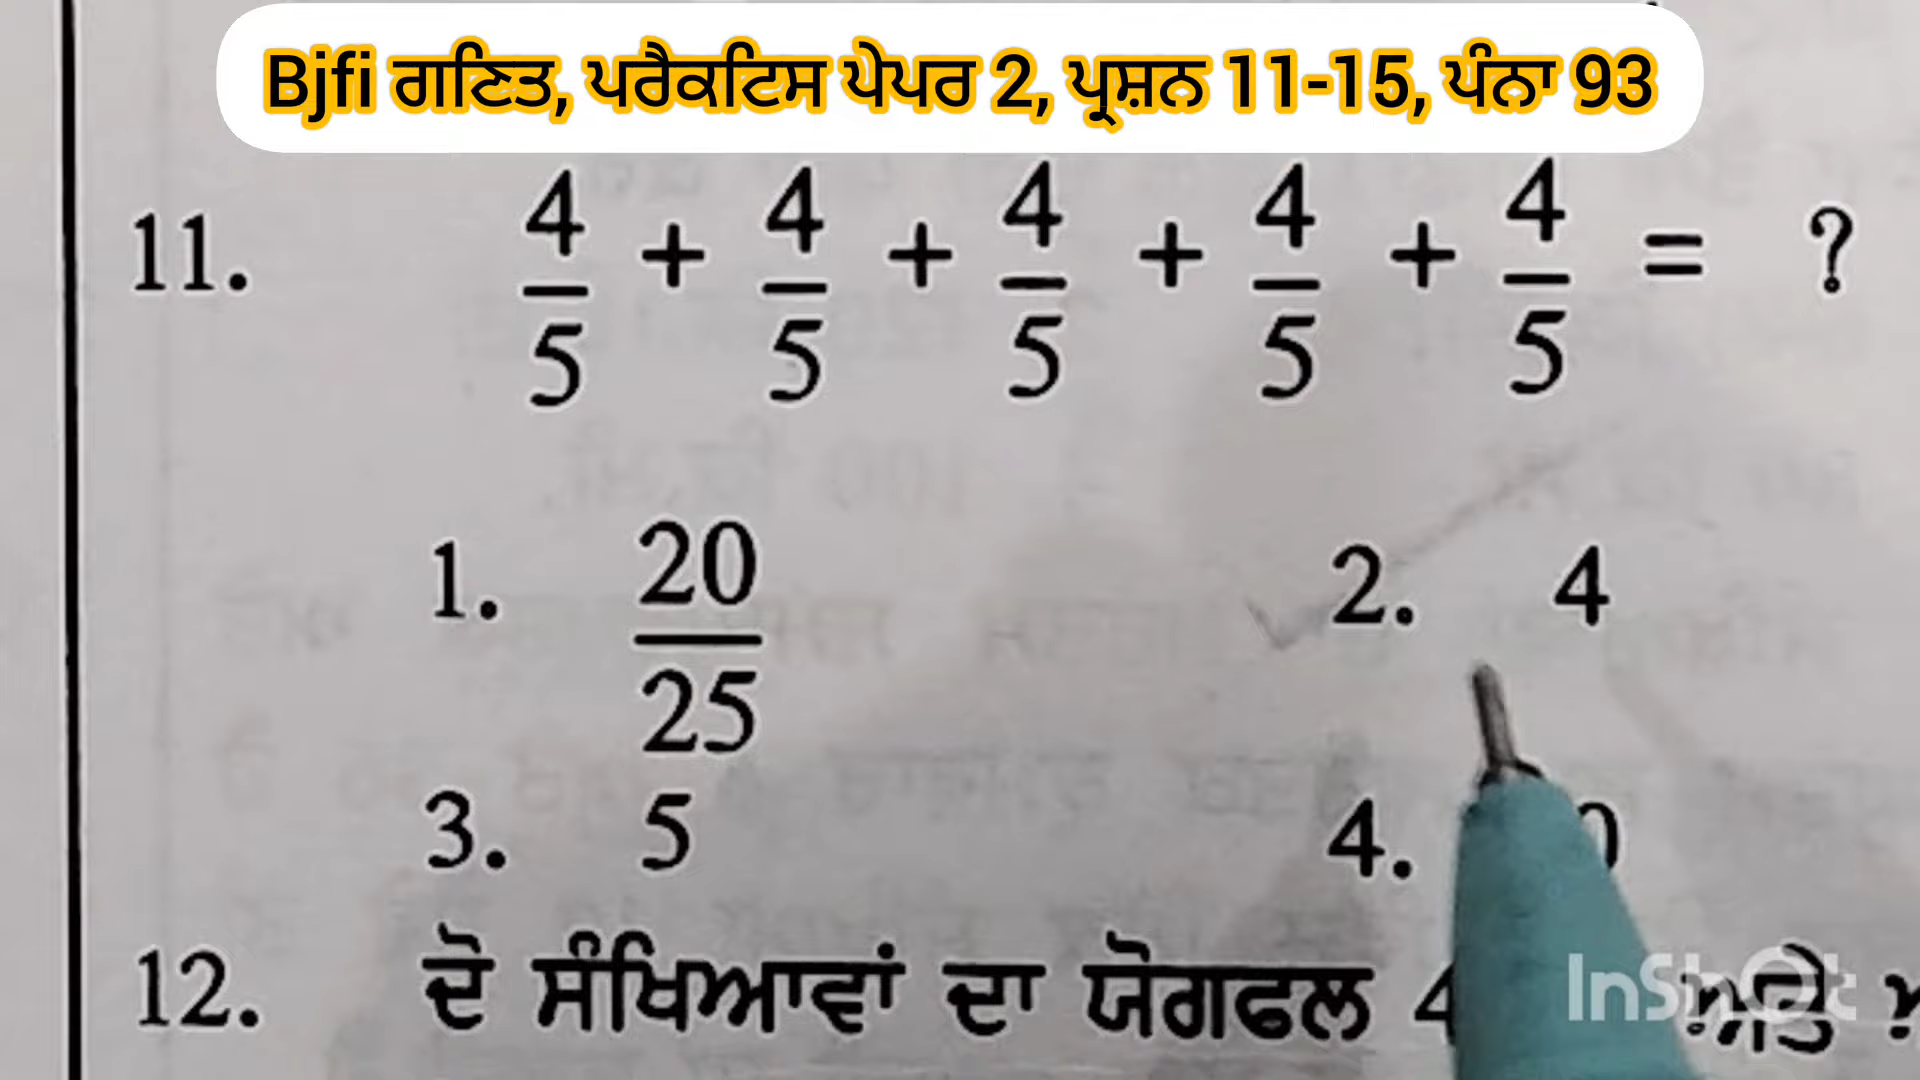 Bjfi ਗਣਿਤ, ਪਰੈਕਟਿਸ ਪੇਪਰ 2, ਪ੍ਰਸ਼ਨ 11-15, ਪੰਨਾ 93
11. 4/5 + 4/5 + 4/5 + 4/5 + 4/5 = ?
1. 20/25 2. 4
3. 5 4.
12. ਦੋ ਸੰਖਿਆਵਾਂ ਦਾ ਯੋਗਫਲ ਅਤੇ
InShot